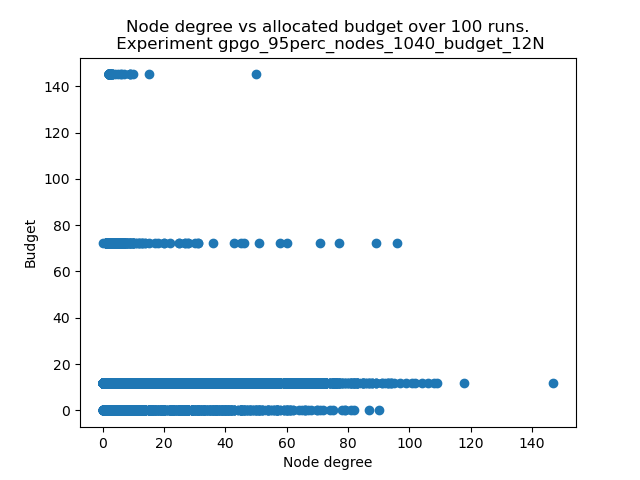 Node degree vs allocated budget over 100 runs.
Experiment gpgo_95perc_nodes_1040_budget_12N
140
120
100
80
60
40
20
0
Budget
0 20 40 60 80 100 120 140
Node degree